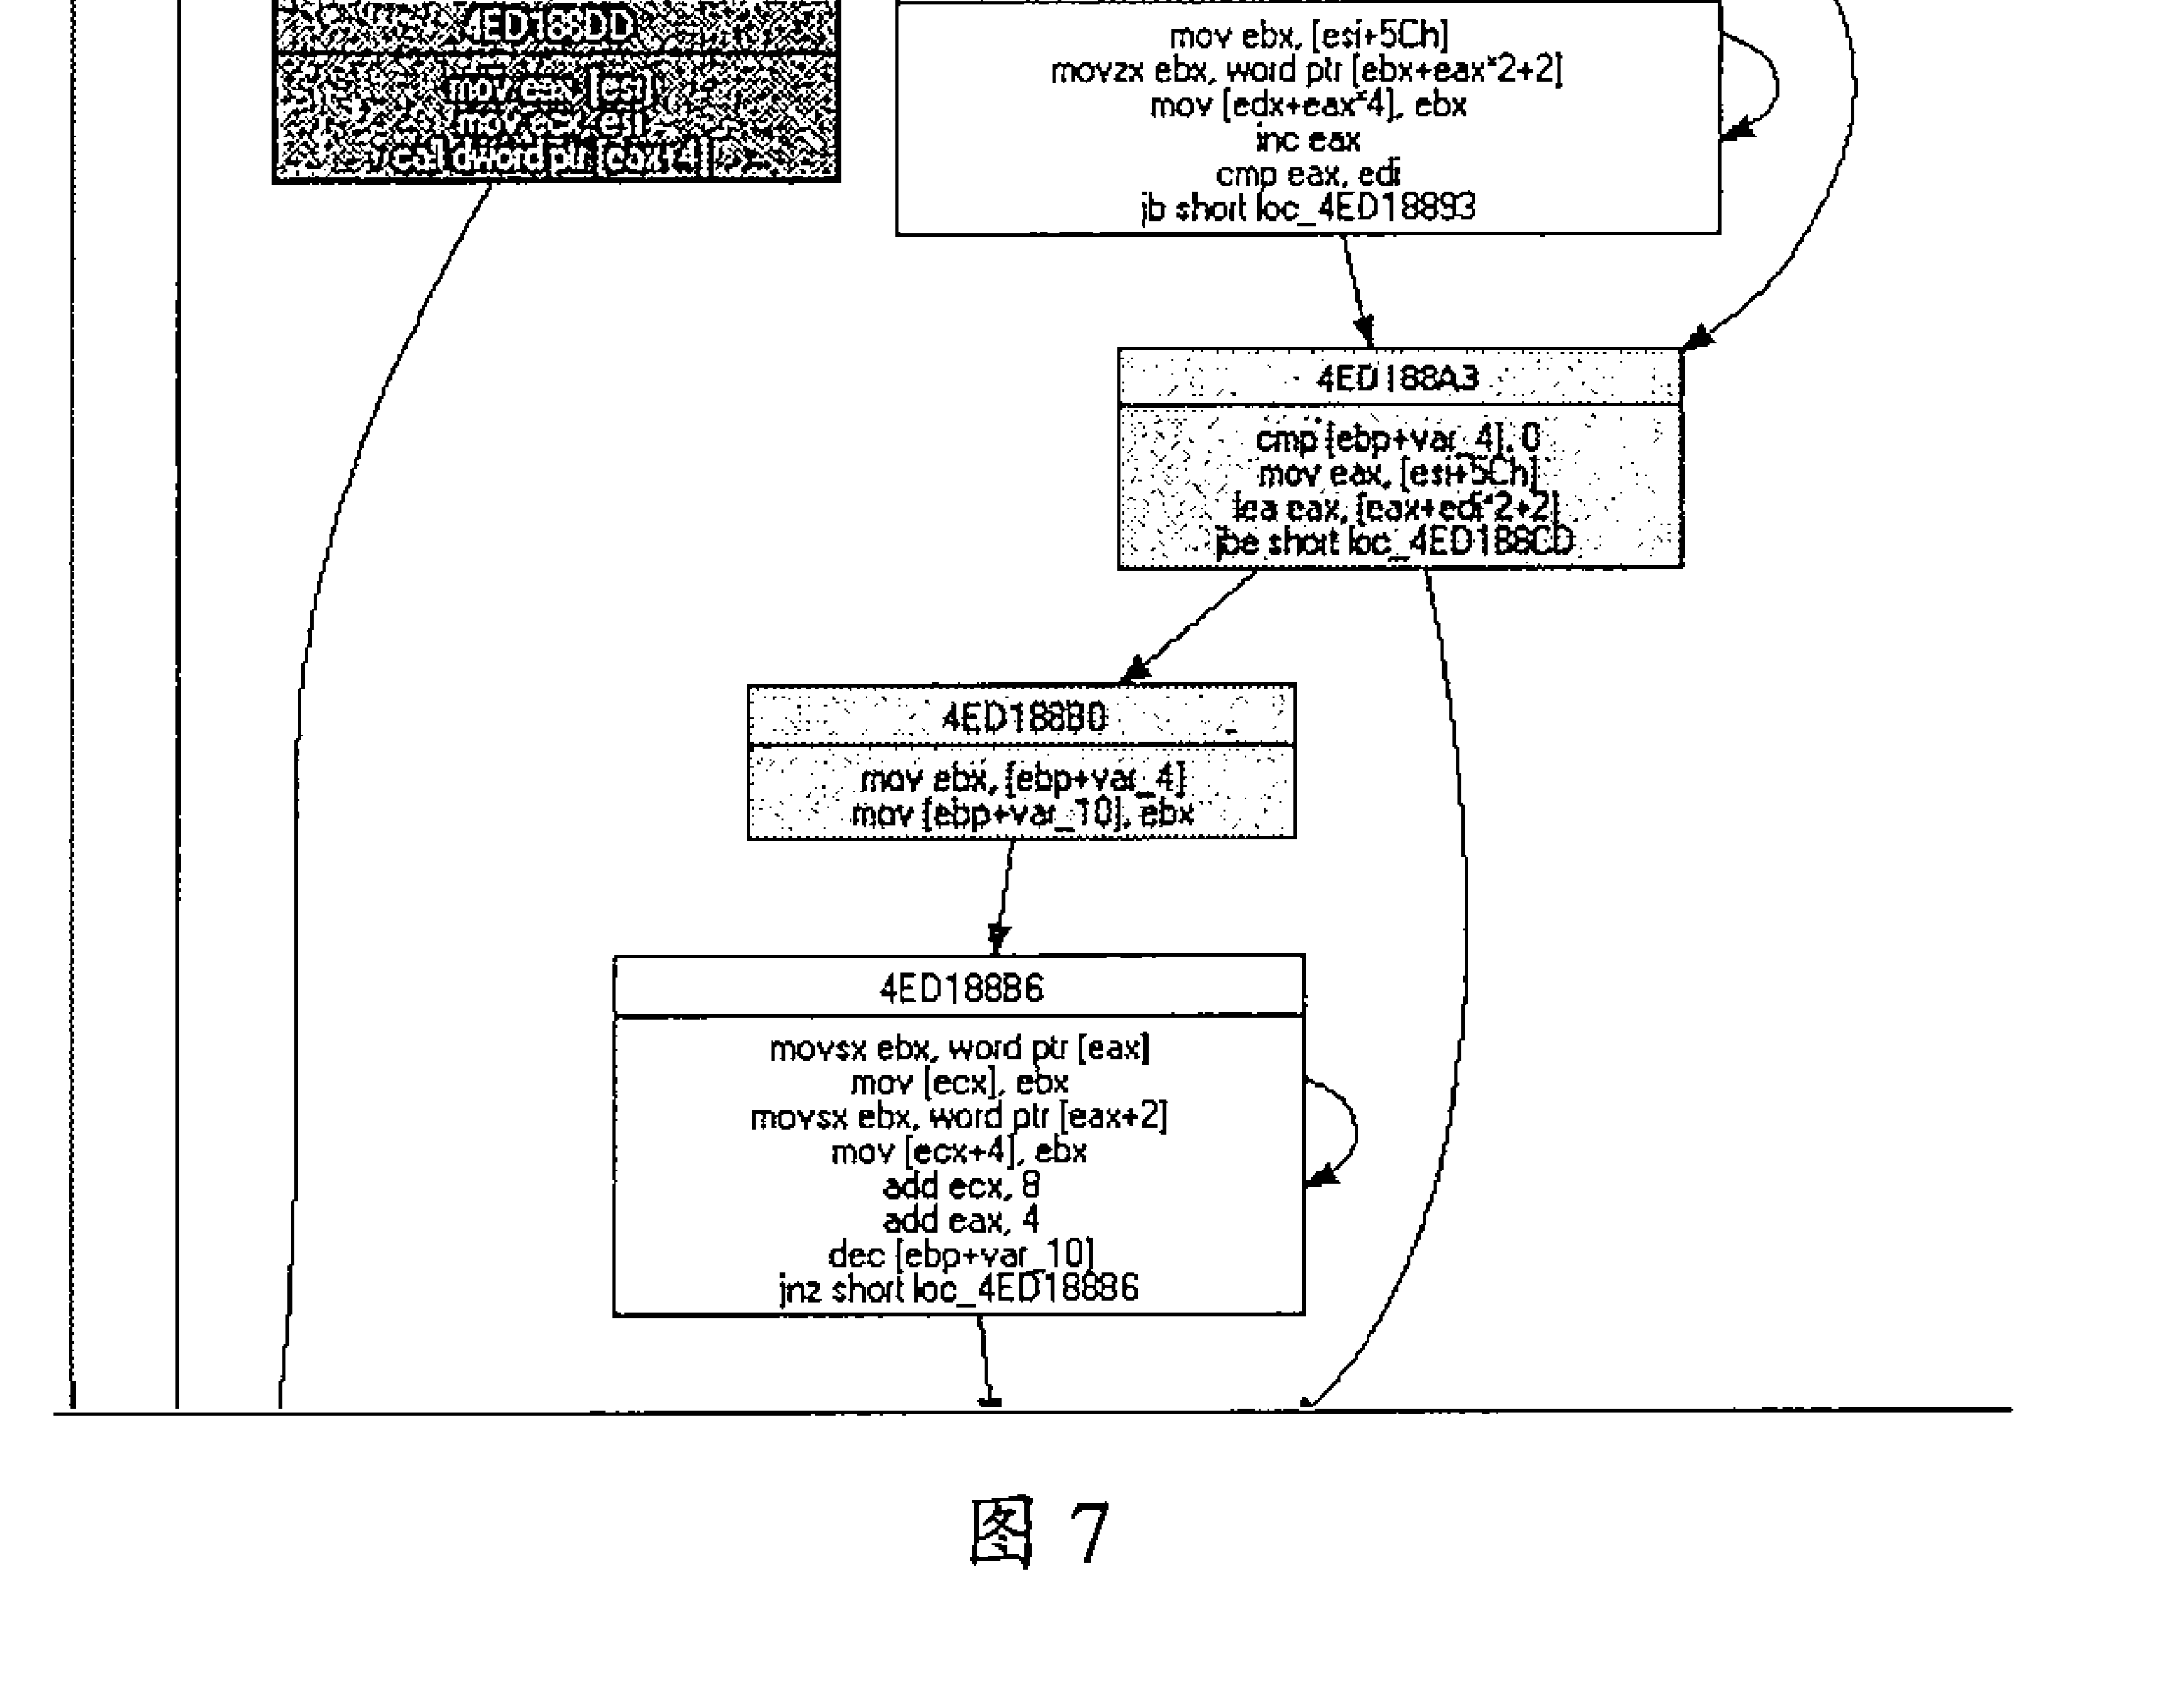 4ED188DD
mov eax, [esi]
mov ecx, esi
call dword ptr [eax+4]
mov ebx, [esi+5Ch]
movzx ebx, word ptr [ebx+eax*2+2]
mov [edx+eax*4], ebx
inc eax
cmp eax, edi
jb short loc_4ED18893
4ED188A3
cmp [ebp+var_4], 0
mov eax, [esi+5Ch]
lea eax, [eax+edi*2+2]
jbe short loc_4ED188CD
4ED188B0
mov ebx, [ebp+var_4]
mov [ebp+var_10], ebx
4ED188B6
movsx ebx, word ptr [eax]
mov [ecx], ebx
movsx ebx, word ptr [eax+2]
mov [ecx+4], ebx
add ecx, 8
add eax, 4
dec [ebp+var_10]
jnz short loc_4ED188B6
图 7